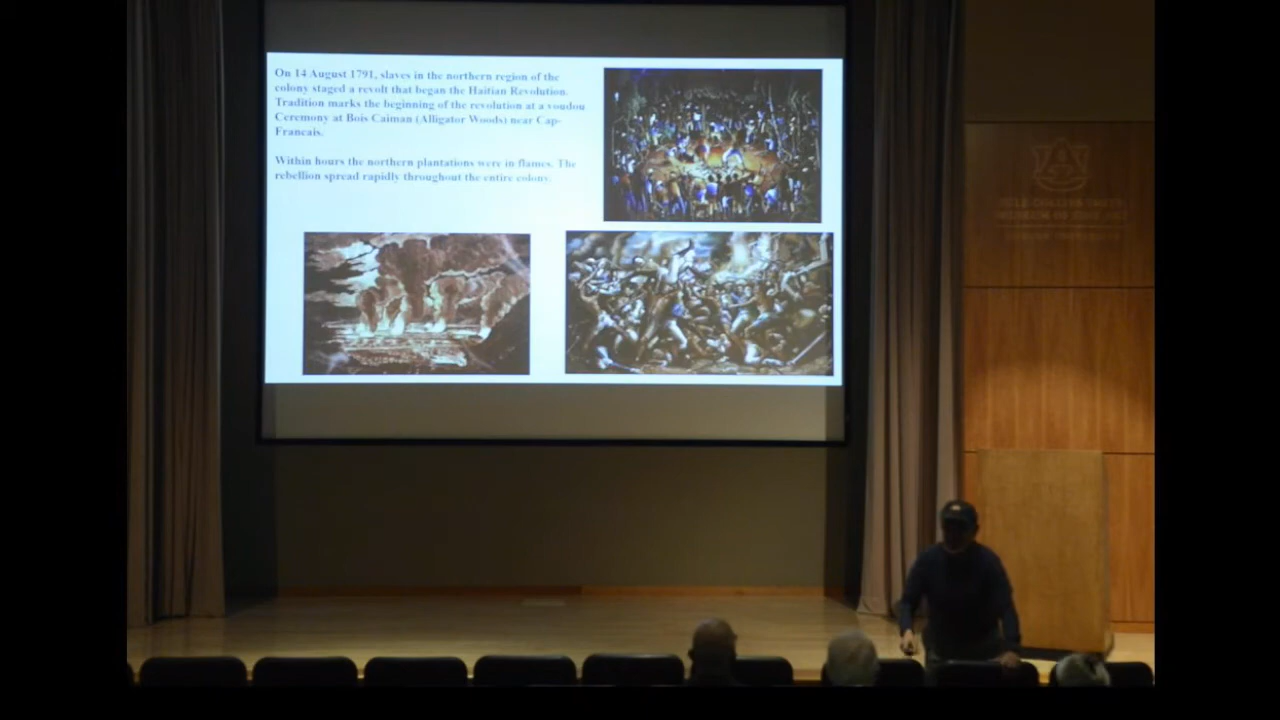 On 14 August 1791, slaves in the northern region of the
colony staged a revolt that began the Haitian Revolution.
Tradition marks the beginning of the revolution at a voudou
Ceremony at Bois Caiman (Alligator Woods) near Cap-
Francais.
Within hours the northern plantations were in flames. The
rebellion spread rapidly throughout the entire colony.